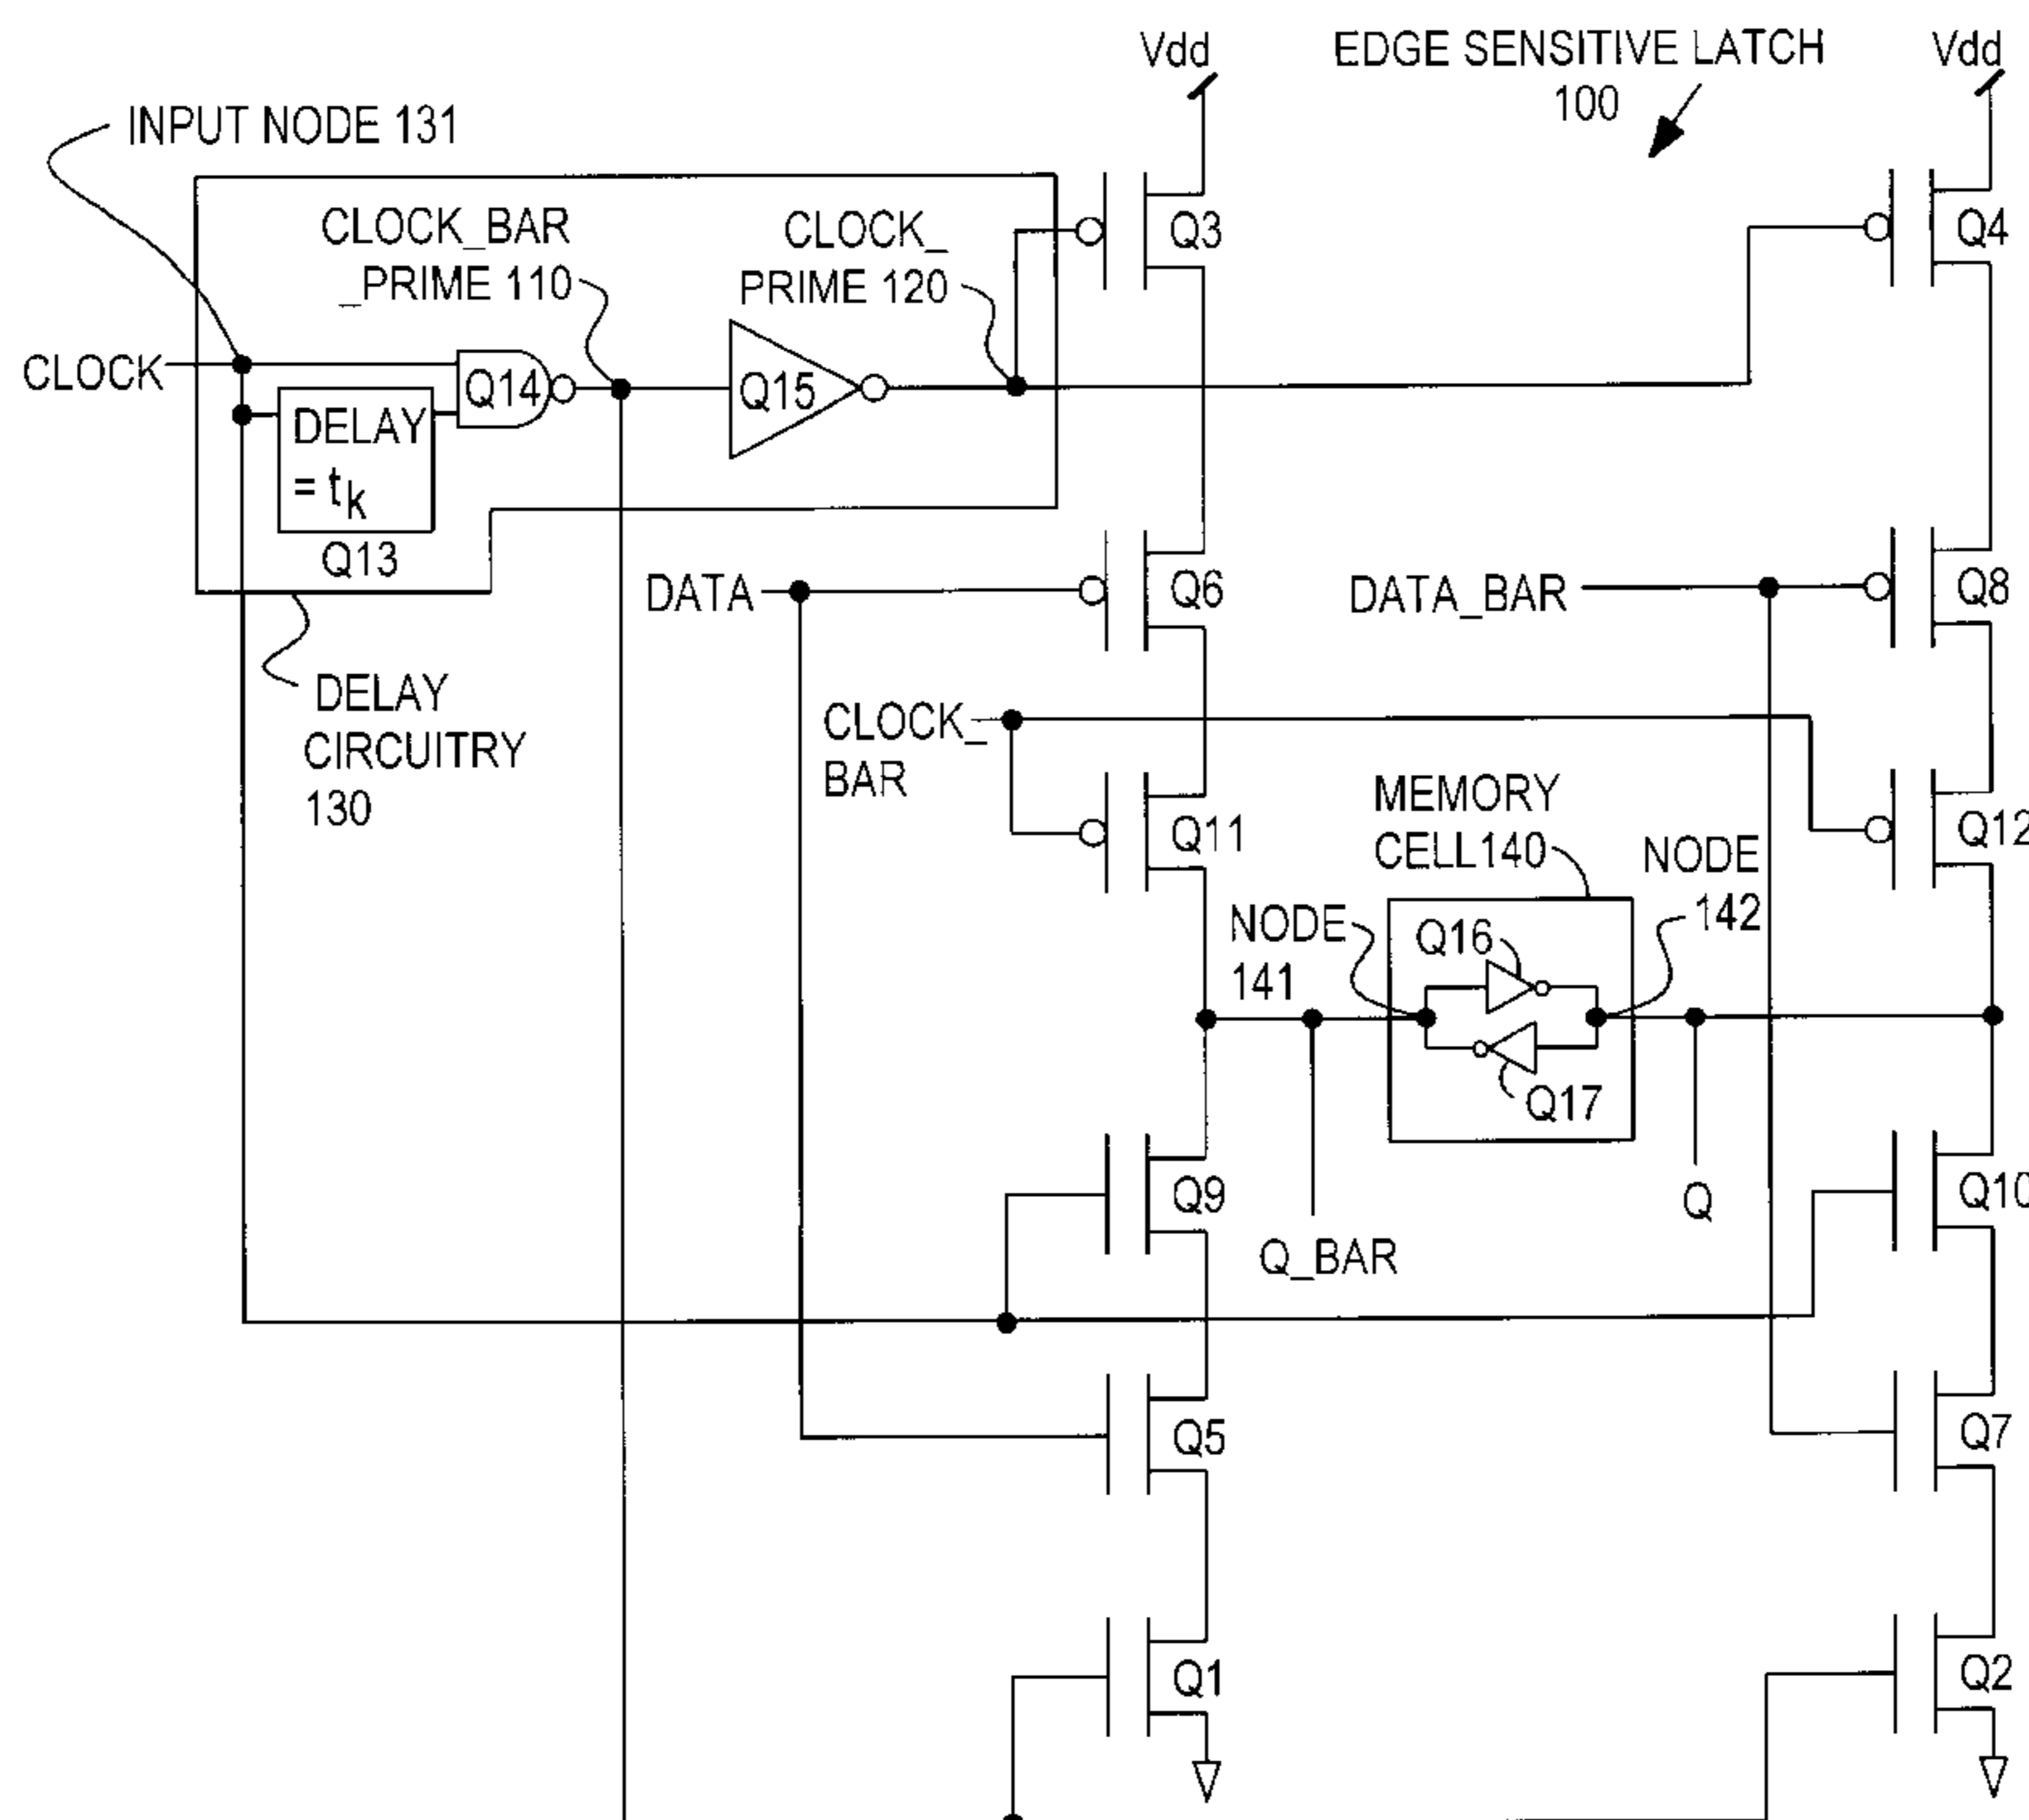 Vdd
EDGE SENSITIVE LATCH
100
Vdd
INPUT NODE 131
CLOCK_BAR
_PRIME 110
CLOCK_
PRIME 120
Q3
Q4
CLOCK
Q14
Q15
DELAY
= tk
Q13
DATA
Q6
DATA_BAR
Q8
DELAY
CIRCUITRY
130
CLOCK_
BAR
Q11
MEMORY
CELL140
Q12
NODE
141
Q16
NODE
142
Q17
Q9
Q_BAR
Q
Q10
Q5
Q7
Q1
Q2